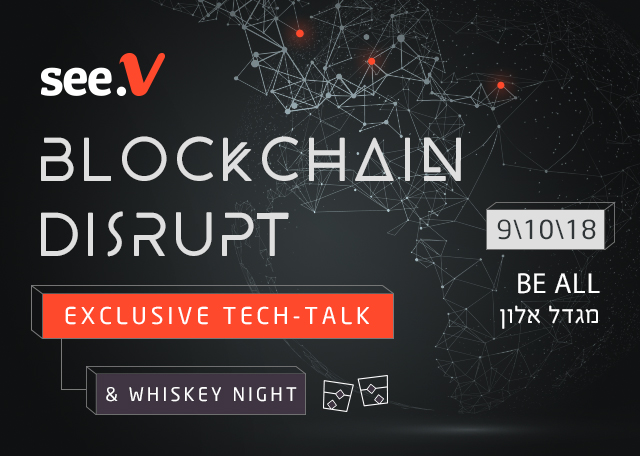 see.V
BLOCKCHAIN
DISRUPT
EXCLUSIVE TECH-TALK
& WHISKEY NIGHT
9\10\18
BE ALL
מגדל אלון